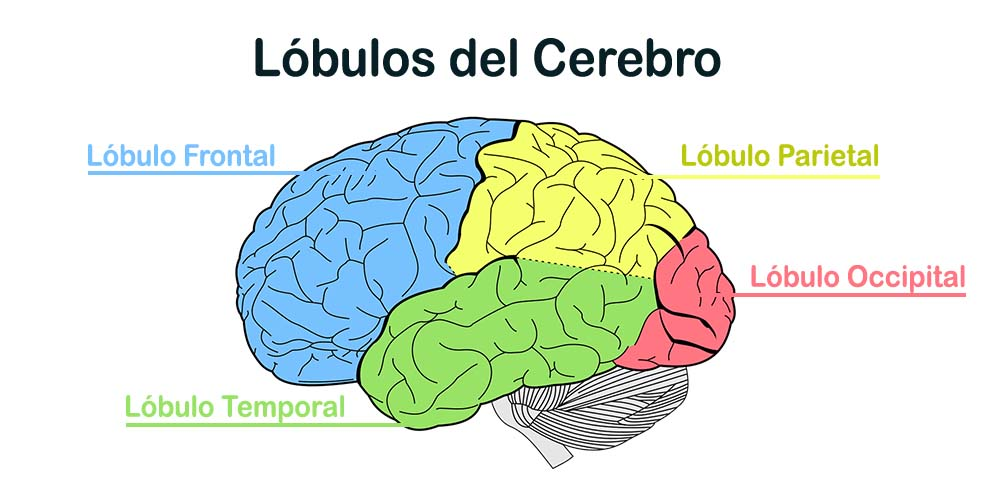 Lóbulos del Cerebro
Lóbulo Frontal
Lóbulo Parietal
Lóbulo Occipital
Lóbulo Temporal